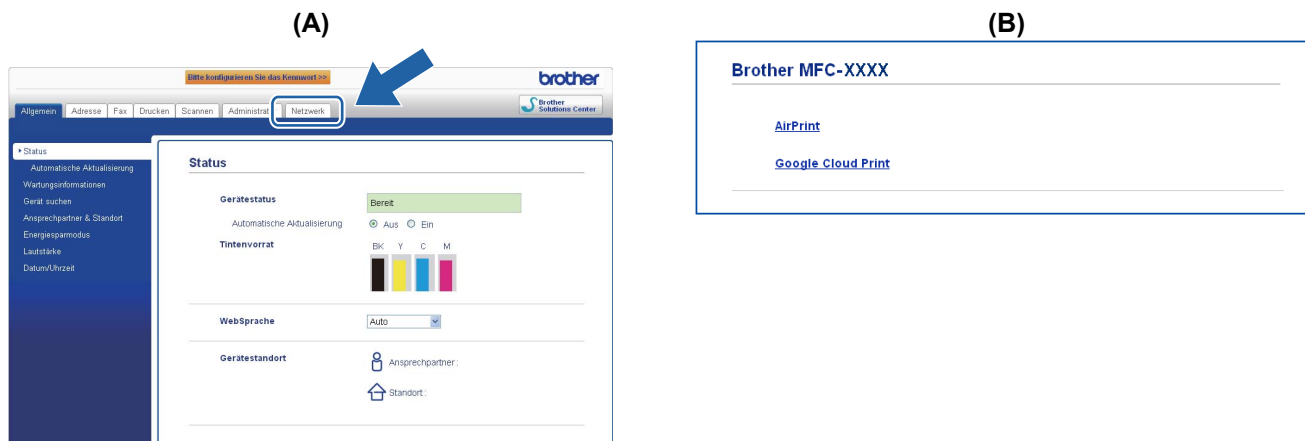 (A)
Bitte konfigurieren Sie das Kennwort >>
brother
Allgemein Adresse Fax Drucken Scannen Administrat Netzwerk
Brother
Solutions Center
Status
Automatische Aktualisierung
Wartungsinformationen
Gerät suchen
Ansprechpartner & Standort
Energiesparmodus
Lautstärke
Datum/Uhrzeit
Status
Gerätestatus Bereit
Automatische Aktualisierung Aus Ein
Tintenvorrat BK Y C M
WebSprache Auto
Gerätestandort Ansprechpartner :
Standort :
(B)
Brother MFC-XXXX
AirPrint
Google Cloud Print